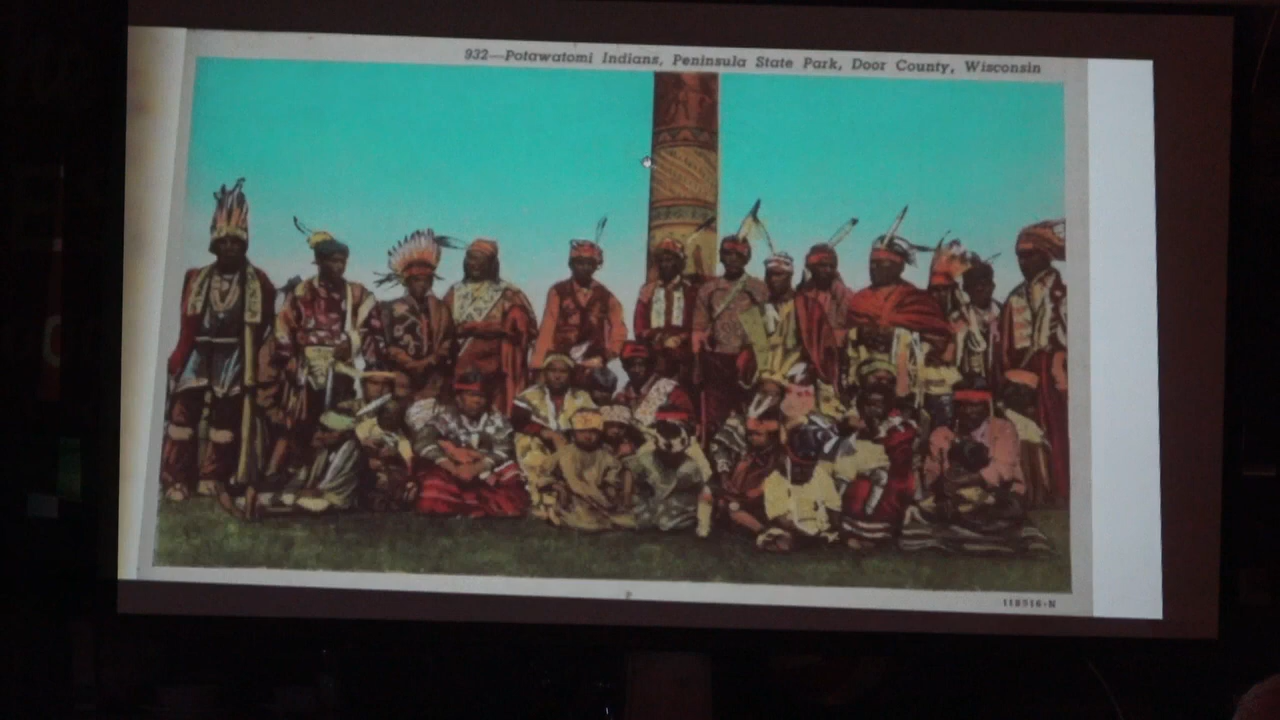 932—Potawatomi Indians, Peninsula State Park, Door County, Wisconsin
118516-N